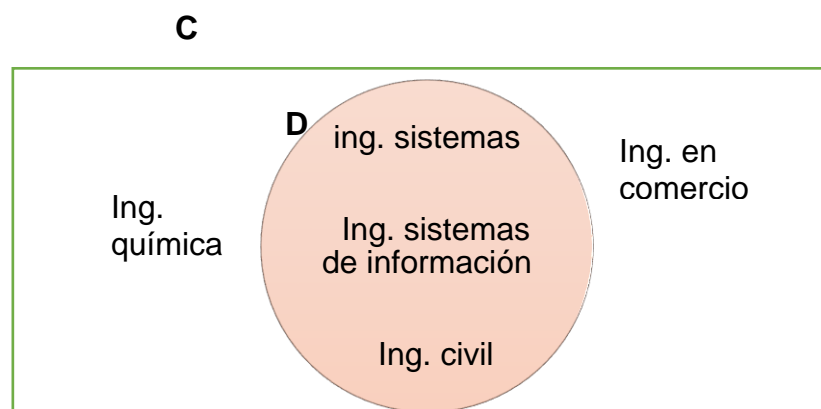 C
D
ing. sistemas
Ing. en
comercio
Ing.
química
Ing. sistemas
de información
Ing. civil